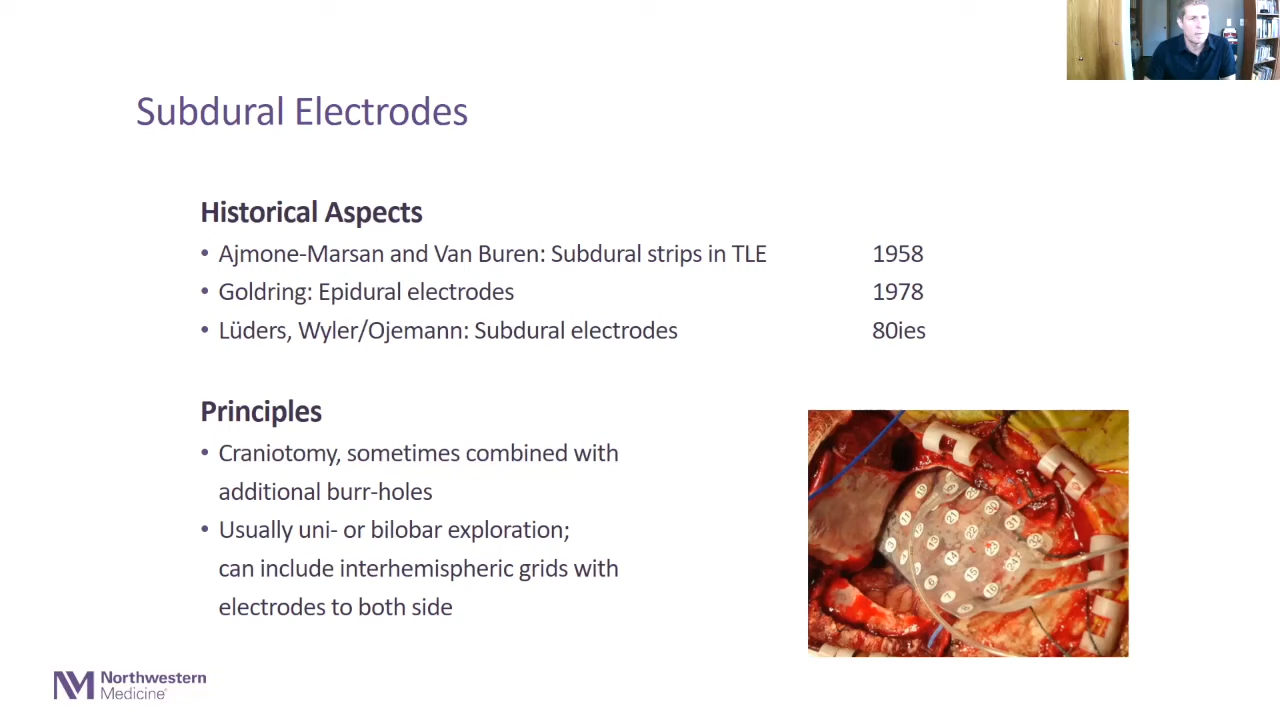 Subdural Electrodes
Historical Aspects
• Ajmone-Marsan and Van Buren: Subdural strips in TLE 1958
• Goldring: Epidural electrodes 1978
• Lüders, Wyler/Ojemann: Subdural electrodes 80ies
Principles
• Craniotomy, sometimes combined with
additional burr-holes
• Usually uni- or bilobar exploration;
can include interhemispheric grids with
electrodes to both side
Northwestern
Medicine